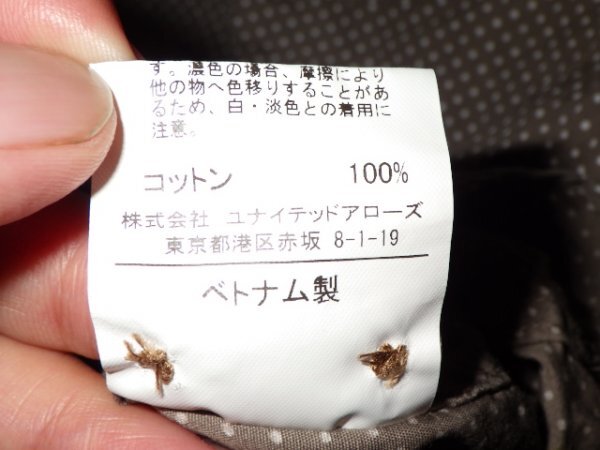 す。濃色の場合、摩擦により
他の物へ色移りすることがあ
るため、白・淡色との着用に
注意。
コットン 100%
株式会社 ユナイテッドアローズ
東京都港区赤坂 8-1-19
ベトナム製